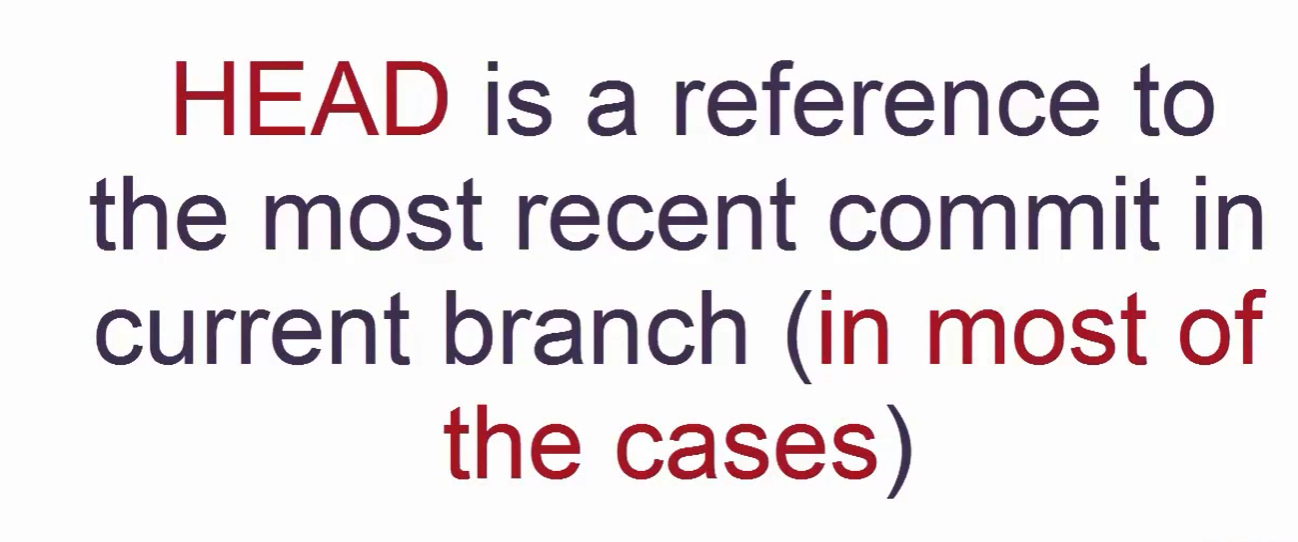 HEAD is a reference to
the most recent commit in
current branch (in most of
the cases)